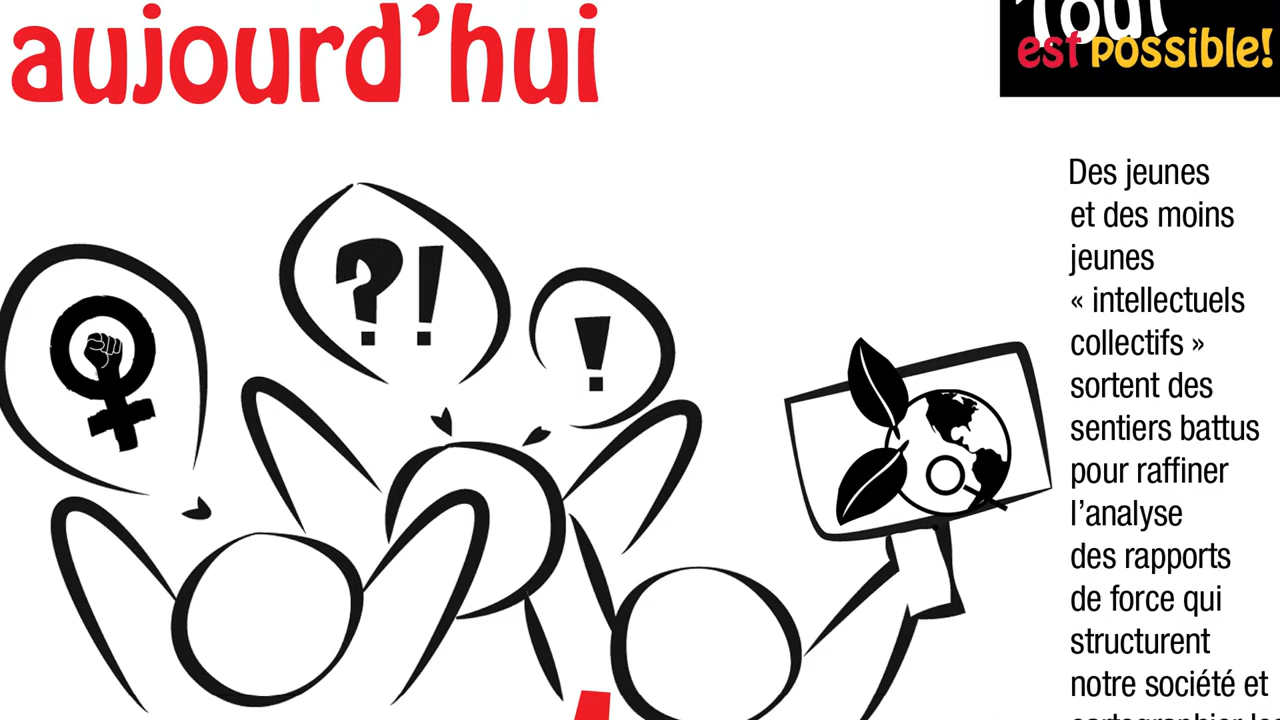 aujourd’hui
Tout
est possible!
?!
!
Des jeunes
et des moins
jeunes
« intellectuels
collectifs »
sortent des
sentiers battus
pour raffiner
l’analyse
des rapports
de force qui
structurent
notre société et